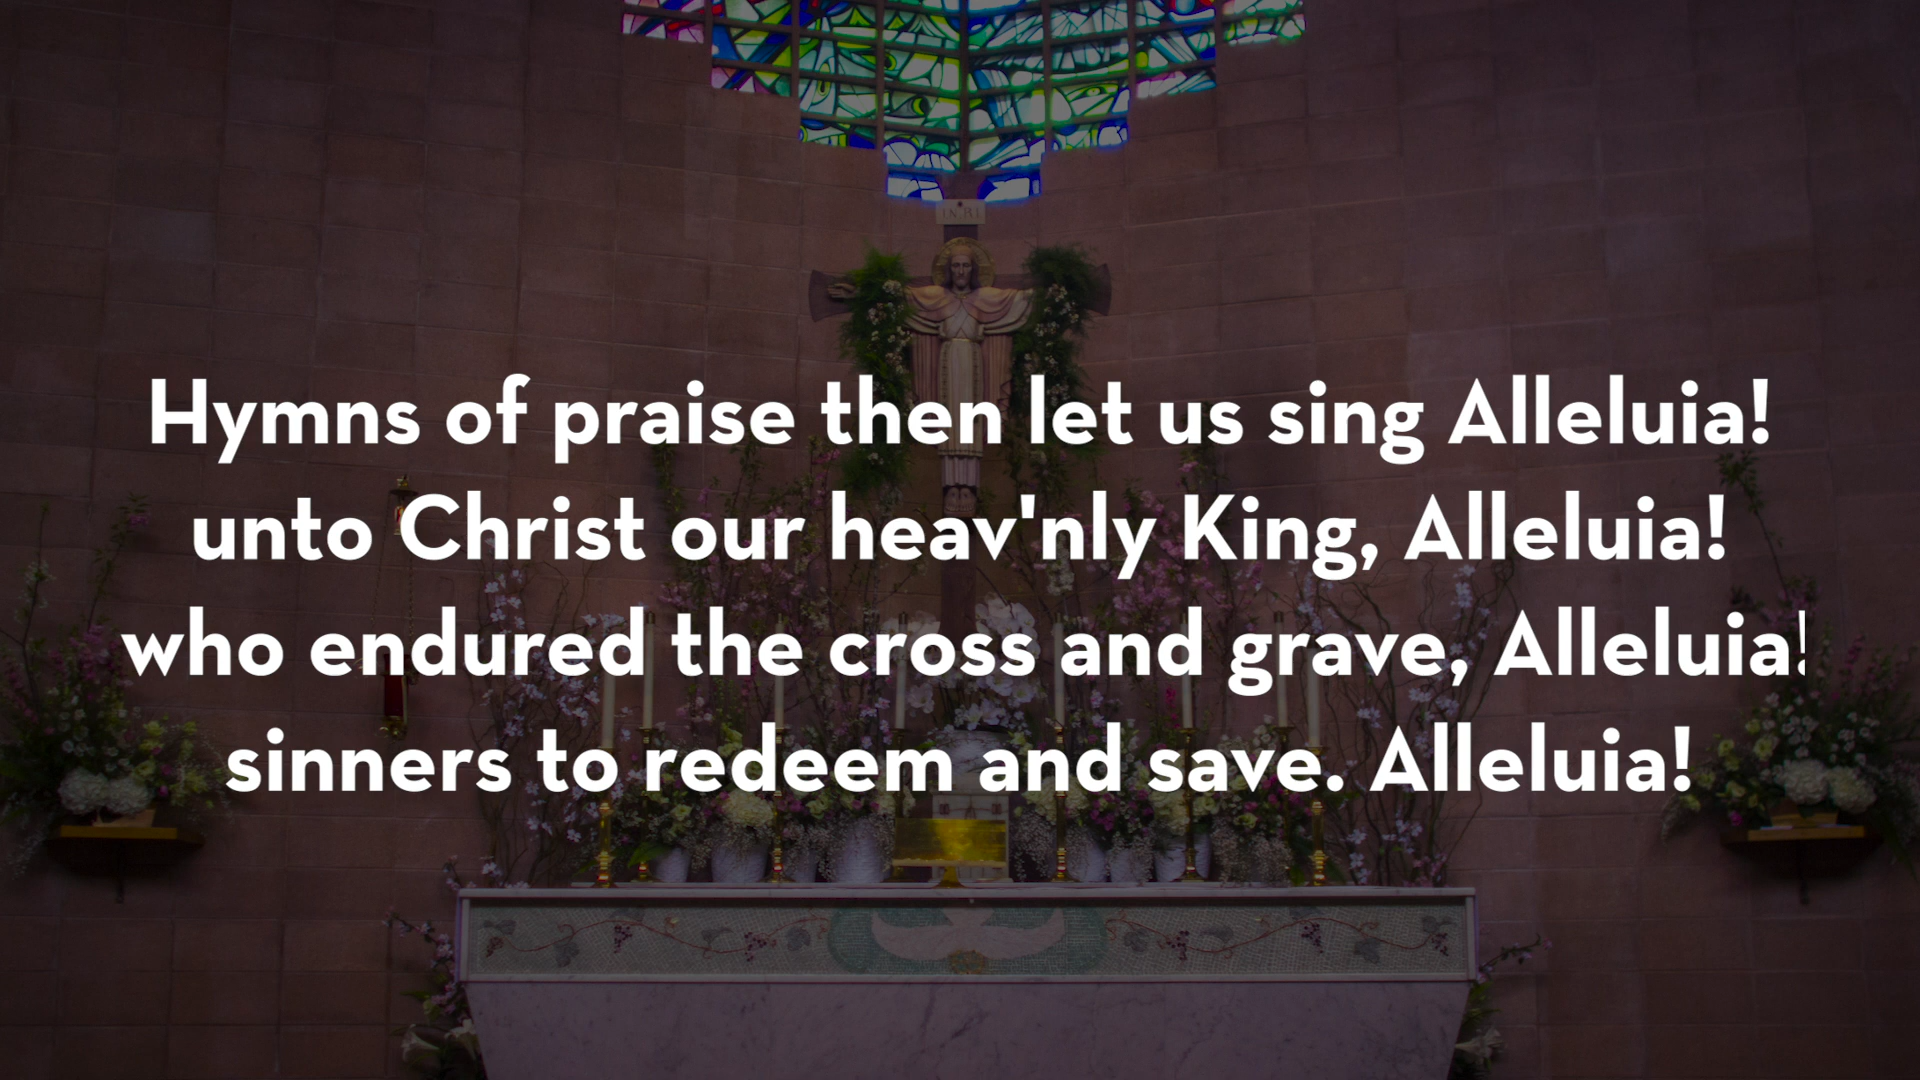 INRI
Hymns of praise then let us sing Alleluia!
unto Christ our heav'nly King, Alleluia!
who endured the cross and grave, Alleluia!
sinners to redeem and save. Alleluia!